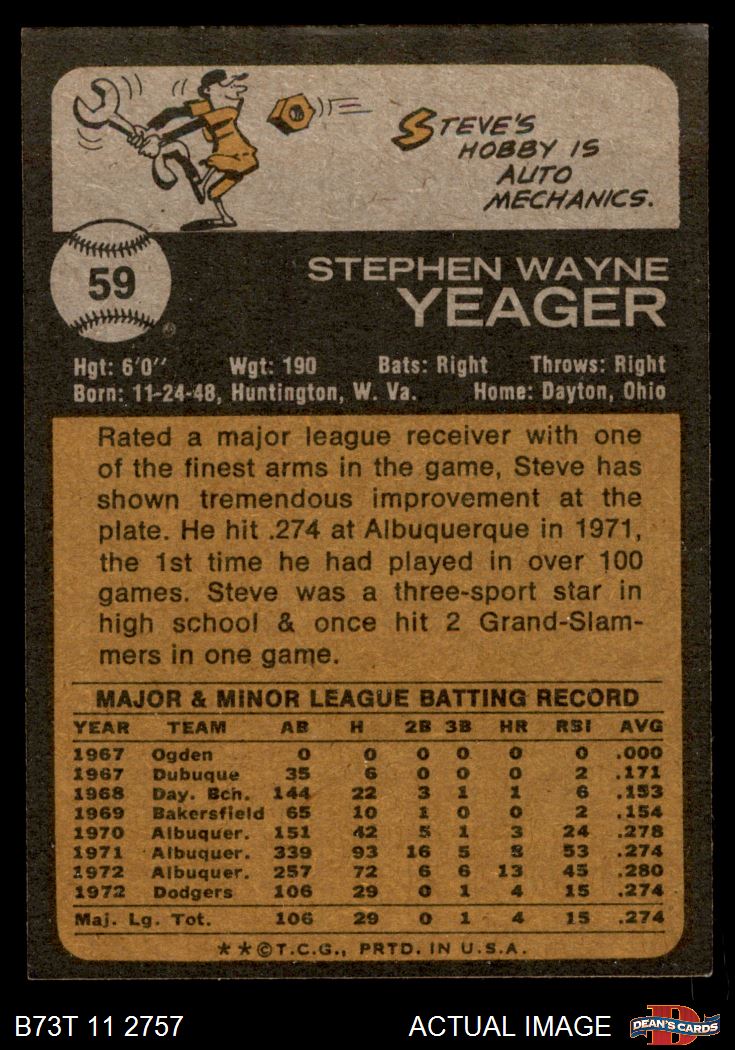 STEVE'S
HOBBY IS
AUTO
MECHANICS.
59
STEPHEN WAYNE
YEAGER
Hgt: 6'0" Wgt: 190 Bats: Right Throws: Right
Born: 11-24-48, Huntington, W. Va. Home: Dayton, Ohio
Rated a major league receiver with one
of the finest arms in the game, Steve has
shown tremendous improvement at the
plate. He hit .274 at Albuquerque in 1971,
the 1st time he had played in over 100
games. Steve was a three-sport star in
high school & once hit 2 Grand-Slam-
mers in one game.
MAJOR & MINOR LEAGUE BATTING RECORD
YEAR TEAM AB H 2B 3B HR RBI AVG
1967 Ogden 0 0 0 0 0 0 .000
1967 Dubuque 35 6 0 0 0 2 .171
1968 Day. Bch. 144 22 3 1 1 6 .153
1969 Bakersfield 65 10 1 0 0 2 .154
1970 Albuquer. 151 42 5 1 3 24 .278
1971 Albuquer. 339 93 16 5 8 53 .274
1972 Albuquer. 257 72 6 6 13 45 .280
1972 Dodgers 106 29 0 1 4 15 .274
Maj. Lg. Tot. 106 29 0 1 4 15 .274
**©T.C.G., PRTD. IN U.S.A.
B73T 11 2757 ACTUAL IMAGE
D
DEAN'S CARDS